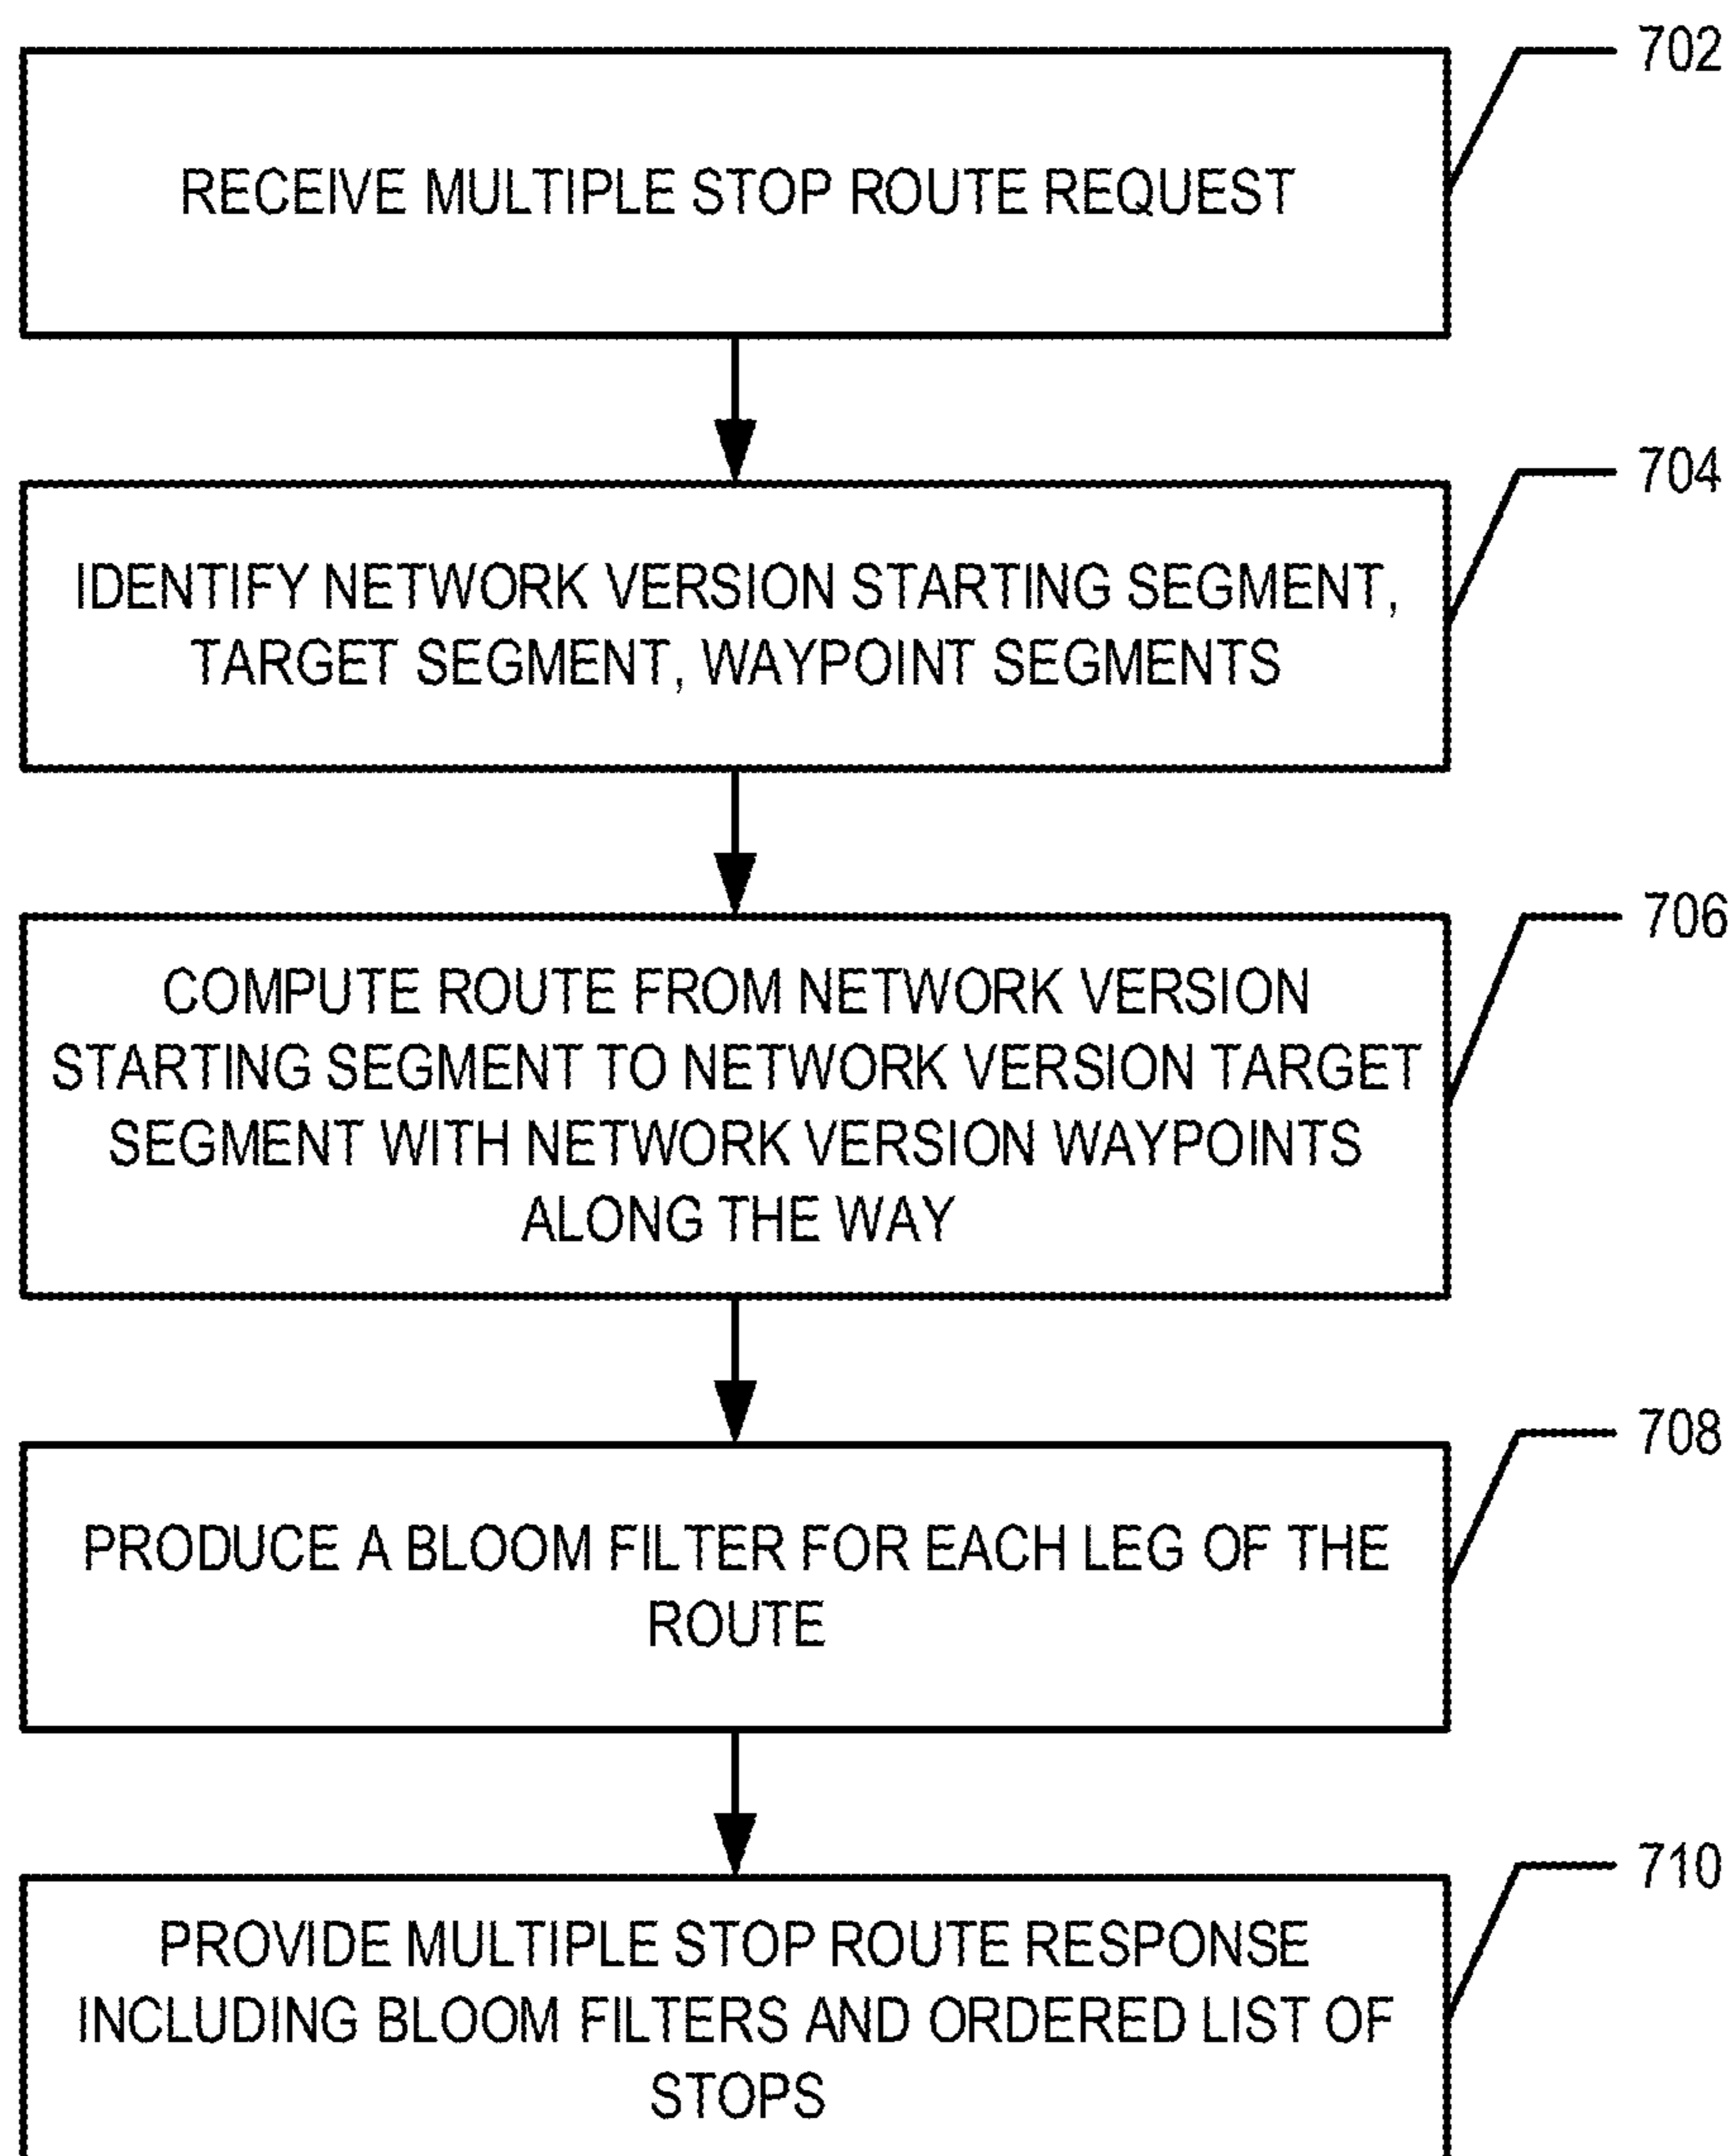 702
RECEIVE MULTIPLE STOP ROUTE REQUEST
704
IDENTIFY NETWORK VERSION STARTING SEGMENT,
TARGET SEGMENT, WAYPOINT SEGMENTS
706
COMPUTE ROUTE FROM NETWORK VERSION
STARTING SEGMENT TO NETWORK VERSION TARGET
SEGMENT WITH NETWORK VERSION WAYPOINTS
ALONG THE WAY
708
PRODUCE A BLOOM FILTER FOR EACH LEG OF THE
ROUTE
710
PROVIDE MULTIPLE STOP ROUTE RESPONSE
INCLUDING BLOOM FILTERS AND ORDERED LIST OF
STOPS